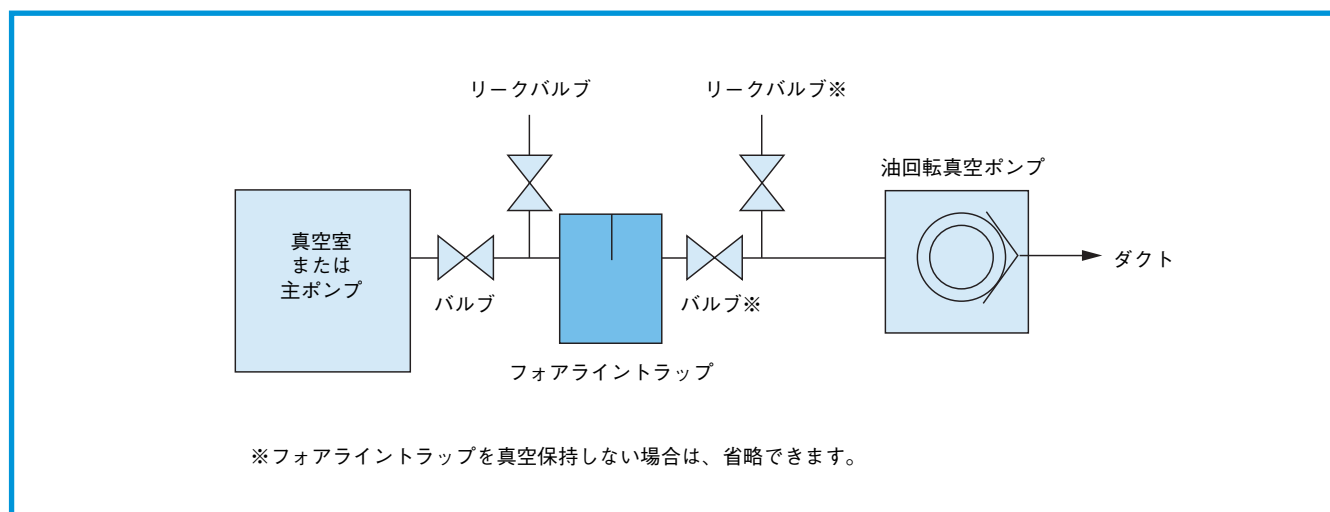 リークバルブ
リークバルブ※
油回転真空ポンプ
真空室
または
主ポンプ
ダクト
バルブ
バルブ※
フォアライントラップ
※フォアライントラップを真空保持しない場合は、省略できます。